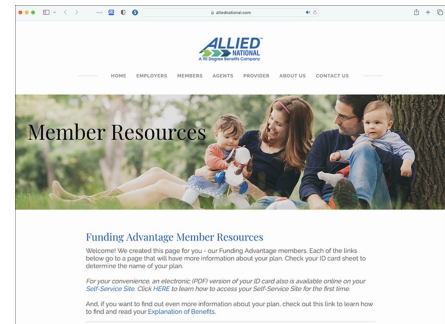 alliednational.com
ALLIED
NATIONAL
A 90 Degree Benefits Company
HOME EMPLOYERS MEMBERS AGENTS PROVIDER ABOUT US CONTACT US
Member Resources
Funding Advantage Member Resources
Welcome! We created this page for you - our Funding Advantage members. Each of the links
below go to a page that will have more information about your plan. Check your ID card sheet to
determine the name of your plan.
For your convenience, an electronic (PDF) version of your ID card also is available online on your
Self-Service Site. Click HERE to learn how to access your Self-Service Site for the first time.
And, if you want to find out even more information about your plan, check out this link to learn how
to find and read your Explanation of Benefits.